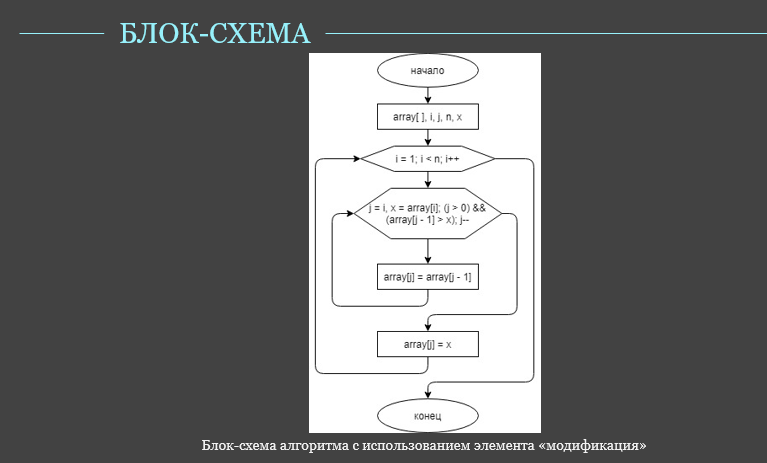 БЛОК-СХЕМА
начало
array[ ], i, j, n, x
i = 1; i < n; i++
j = i, x = array[i]; (j > 0) &&
(array[j - 1] > x); j--
array[j] = array[j - 1]
array[j] = x
конец
Блок-схема алгоритма с использованием элемента «модификация»